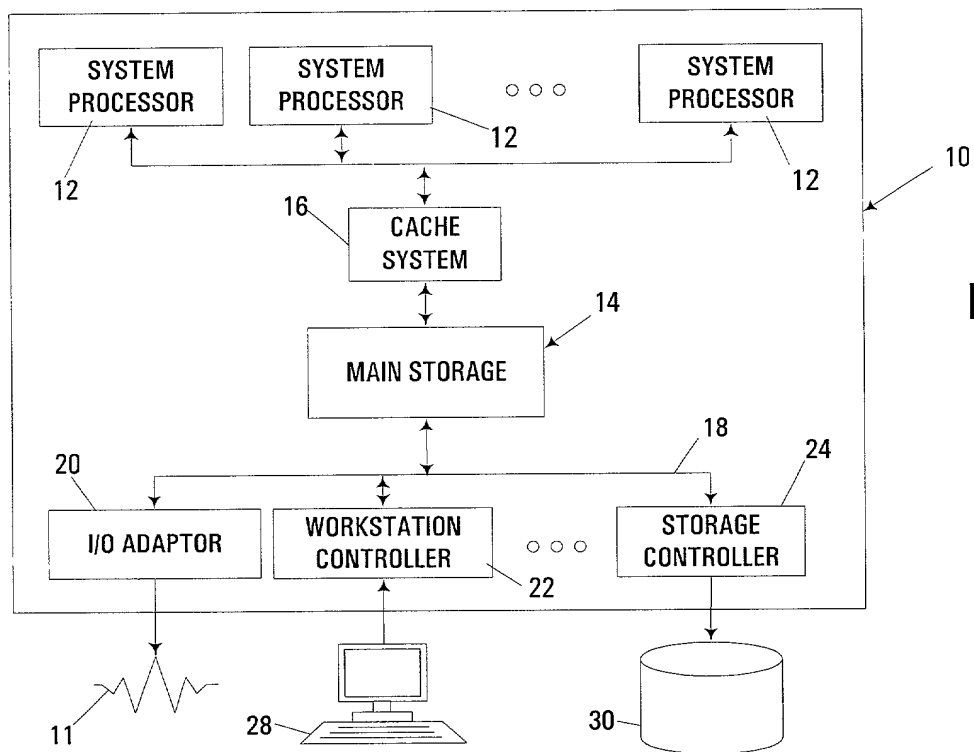 SYSTEM
PROCESSOR
12
SYSTEM
PROCESSOR
12
SYSTEM
PROCESSOR
12
10
16
CACHE
SYSTEM
14
MAIN STORAGE
18
20
I/O ADAPTOR
WORKSTATION
CONTROLLER
22
24
STORAGE
CONTROLLER
11
28
30